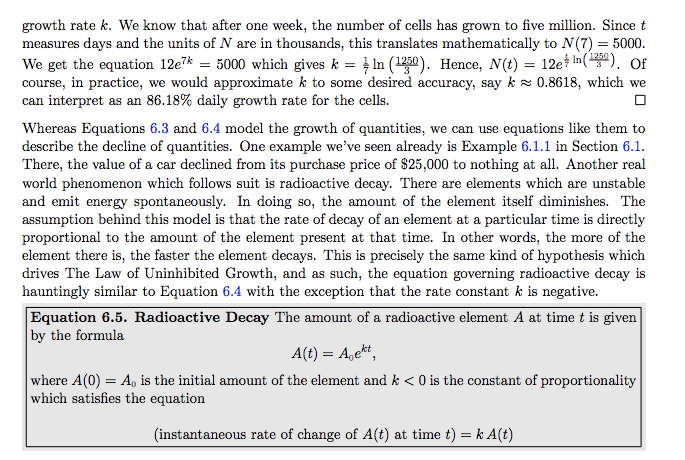 growth rate k. We know that after one week, the number of cells has grown to five million. Since t
measures days and the units of N are in thousands, this translates mathematically to N(7) = 5000.
We get the equation 12e^{7k} = 5000 which gives k = \frac{1}{7} ln (\frac{1250}{3}). Hence, N(t) = 12e^{\frac{t}{7} ln(\frac{1250}{3})}. Of
course, in practice, we would approximate k to some desired accuracy, say k ≈ 0.8618, which we
can interpret as an 86.18% daily growth rate for the cells. □
Whereas Equations 6.3 and 6.4 model the growth of quantities, we can use equations like them to
describe the decline of quantities. One example we've seen already is Example 6.1.1 in Section 6.1.
There, the value of a car declined from its purchase price of $25,000 to nothing at all. Another real
world phenomenon which follows suit is radioactive decay. There are elements which are unstable
and emit energy spontaneously. In doing so, the amount of the element itself diminishes. The
assumption behind this model is that the rate of decay of an element at a particular time is directly
proportional to the amount of the element present at that time. In other words, the more of the
element there is, the faster the element decays. This is precisely the same kind of hypothesis which
drives The Law of Uninhibited Growth, and as such, the equation governing radioactive decay is
hauntingly similar to Equation 6.4 with the exception that the rate constant k is negative.
Equation 6.5. Radioactive Decay The amount of a radioactive element A at time t is given
by the formula
A(t) = A₀e^{kt},
where A(0) = A₀ is the initial amount of the element and k < 0 is the constant of proportionality
which satisfies the equation
(instantaneous rate of change of A(t) at time t) = k A(t)